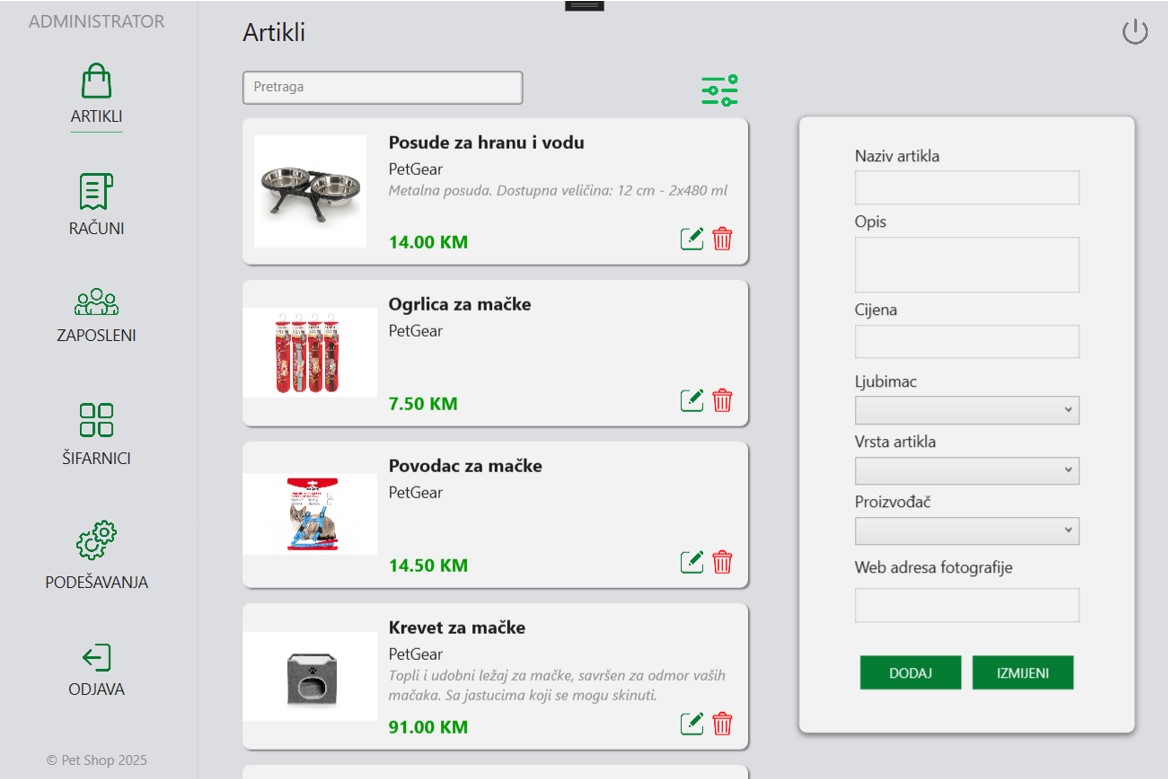 ADMINISTRATOR
ARTIKLI
RAČUNI
ZAPOSLENI
ŠIFARNICI
PODEŠAVANJA
ODJAVA
© Pet Shop 2025
Artikli
Pretraga
Posude za hranu i vodu
PetGear
Metalna posuda. Dostupna veličina: 12 cm - 2x480 ml
14.00 KM
Ogrlica za mačke
PetGear
7.50 KM
Povodac za mačke
PetGear
14.50 KM
Krevet za mačke
PetGear
Topli i udobni ležaj za mačke, savršen za odmor vaših
mačaka. Sa jastucima koji se mogu skinuti.
91.00 KM
Naziv artikla
Opis
Cijena
Ljubimac
Vrsta artikla
Proizvođač
Web adresa fotografije
DODAJ
IZMIJENI